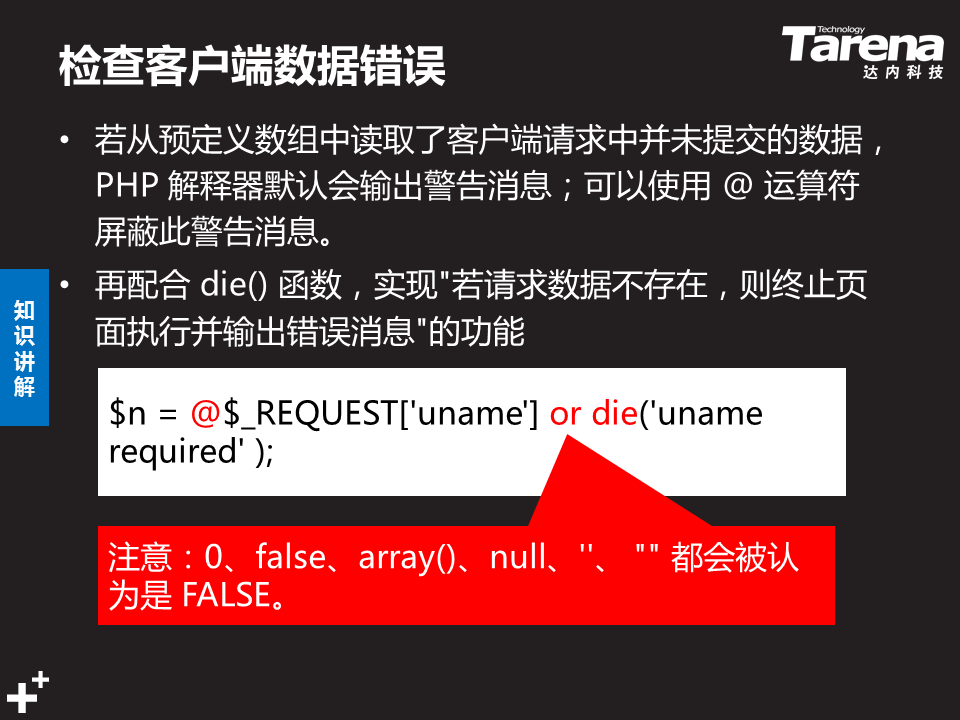 检查客户端数据错误
Technology
Tarena
达内科技
• 若从预定义数组中读取了客户端请求中并未提交的数据，
PHP 解释器默认会输出警告消息；可以使用 @ 运算符
屏蔽此警告消息。
• 再配合 die() 函数，实现"若请求数据不存在，则终止页
面执行并输出错误消息"的功能
知
识
讲
解
$n = @$_REQUEST['uname'] or die('uname
required' );
注意：0、false、array()、null、''、 "" 都会被认
为是 FALSE。